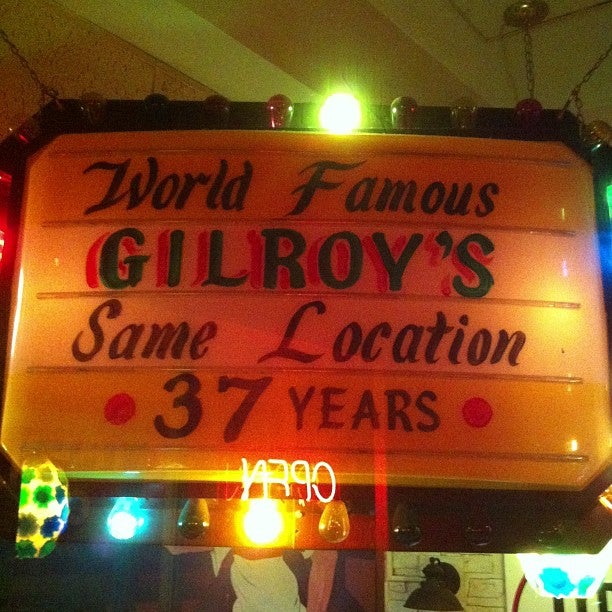 World Famous
GILROY'S
Same Location
• 37 YEARS •
OPEN